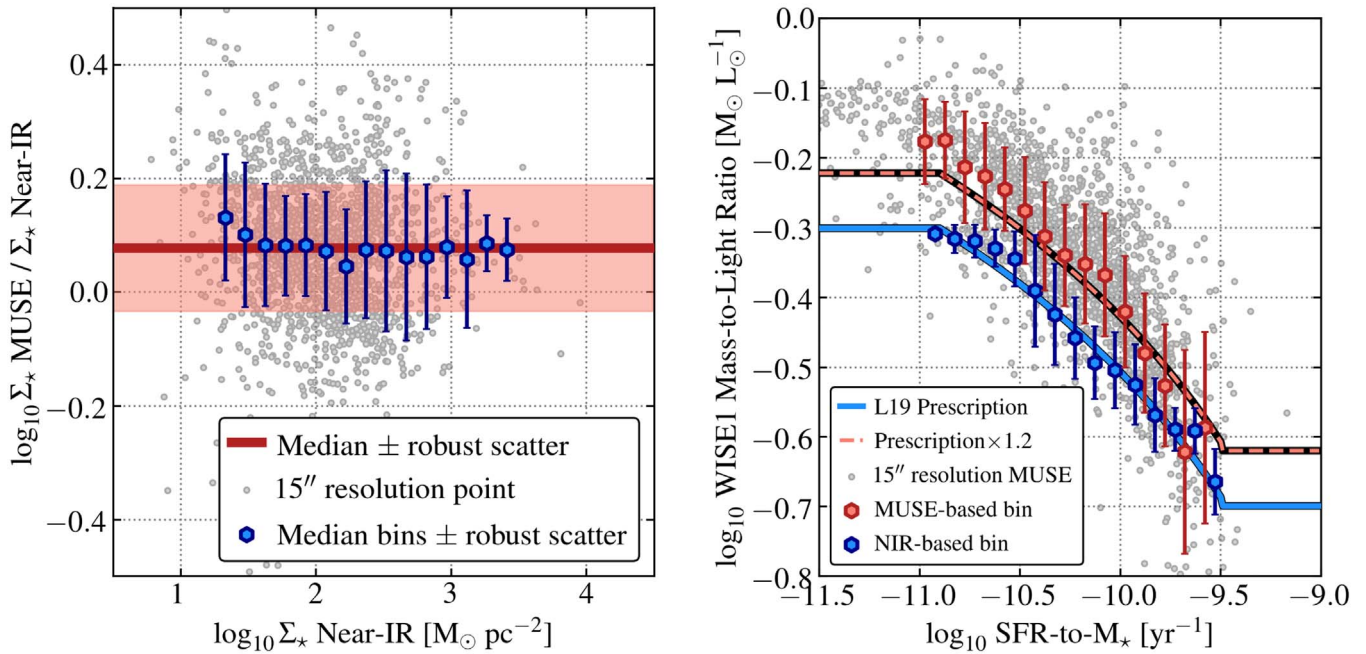 log₁₀ Σ⋆ MUSE / Σ⋆ Near-IR
0.4
0.2
0.0
−0.2
−0.4
Median ± robust scatter
15″ resolution point
Median bins ± robust scatter
1
2
3
4
log₁₀ Σ⋆ Near-IR [M⊙ pc⁻²]
log₁₀ WISE1 Mass-to-Light Ratio [M⊙ L⊙⁻¹]
0.0
−0.1
−0.2
−0.3
−0.4
−0.5
−0.6
−0.7
−0.8
L19 Prescription
Prescription×1.2
15″ resolution MUSE
MUSE-based bin
NIR-based bin
−11.5
−11.0
−10.5
−10.0
−9.5
−9.0
log₁₀ SFR-to-M⋆ [yr⁻¹]